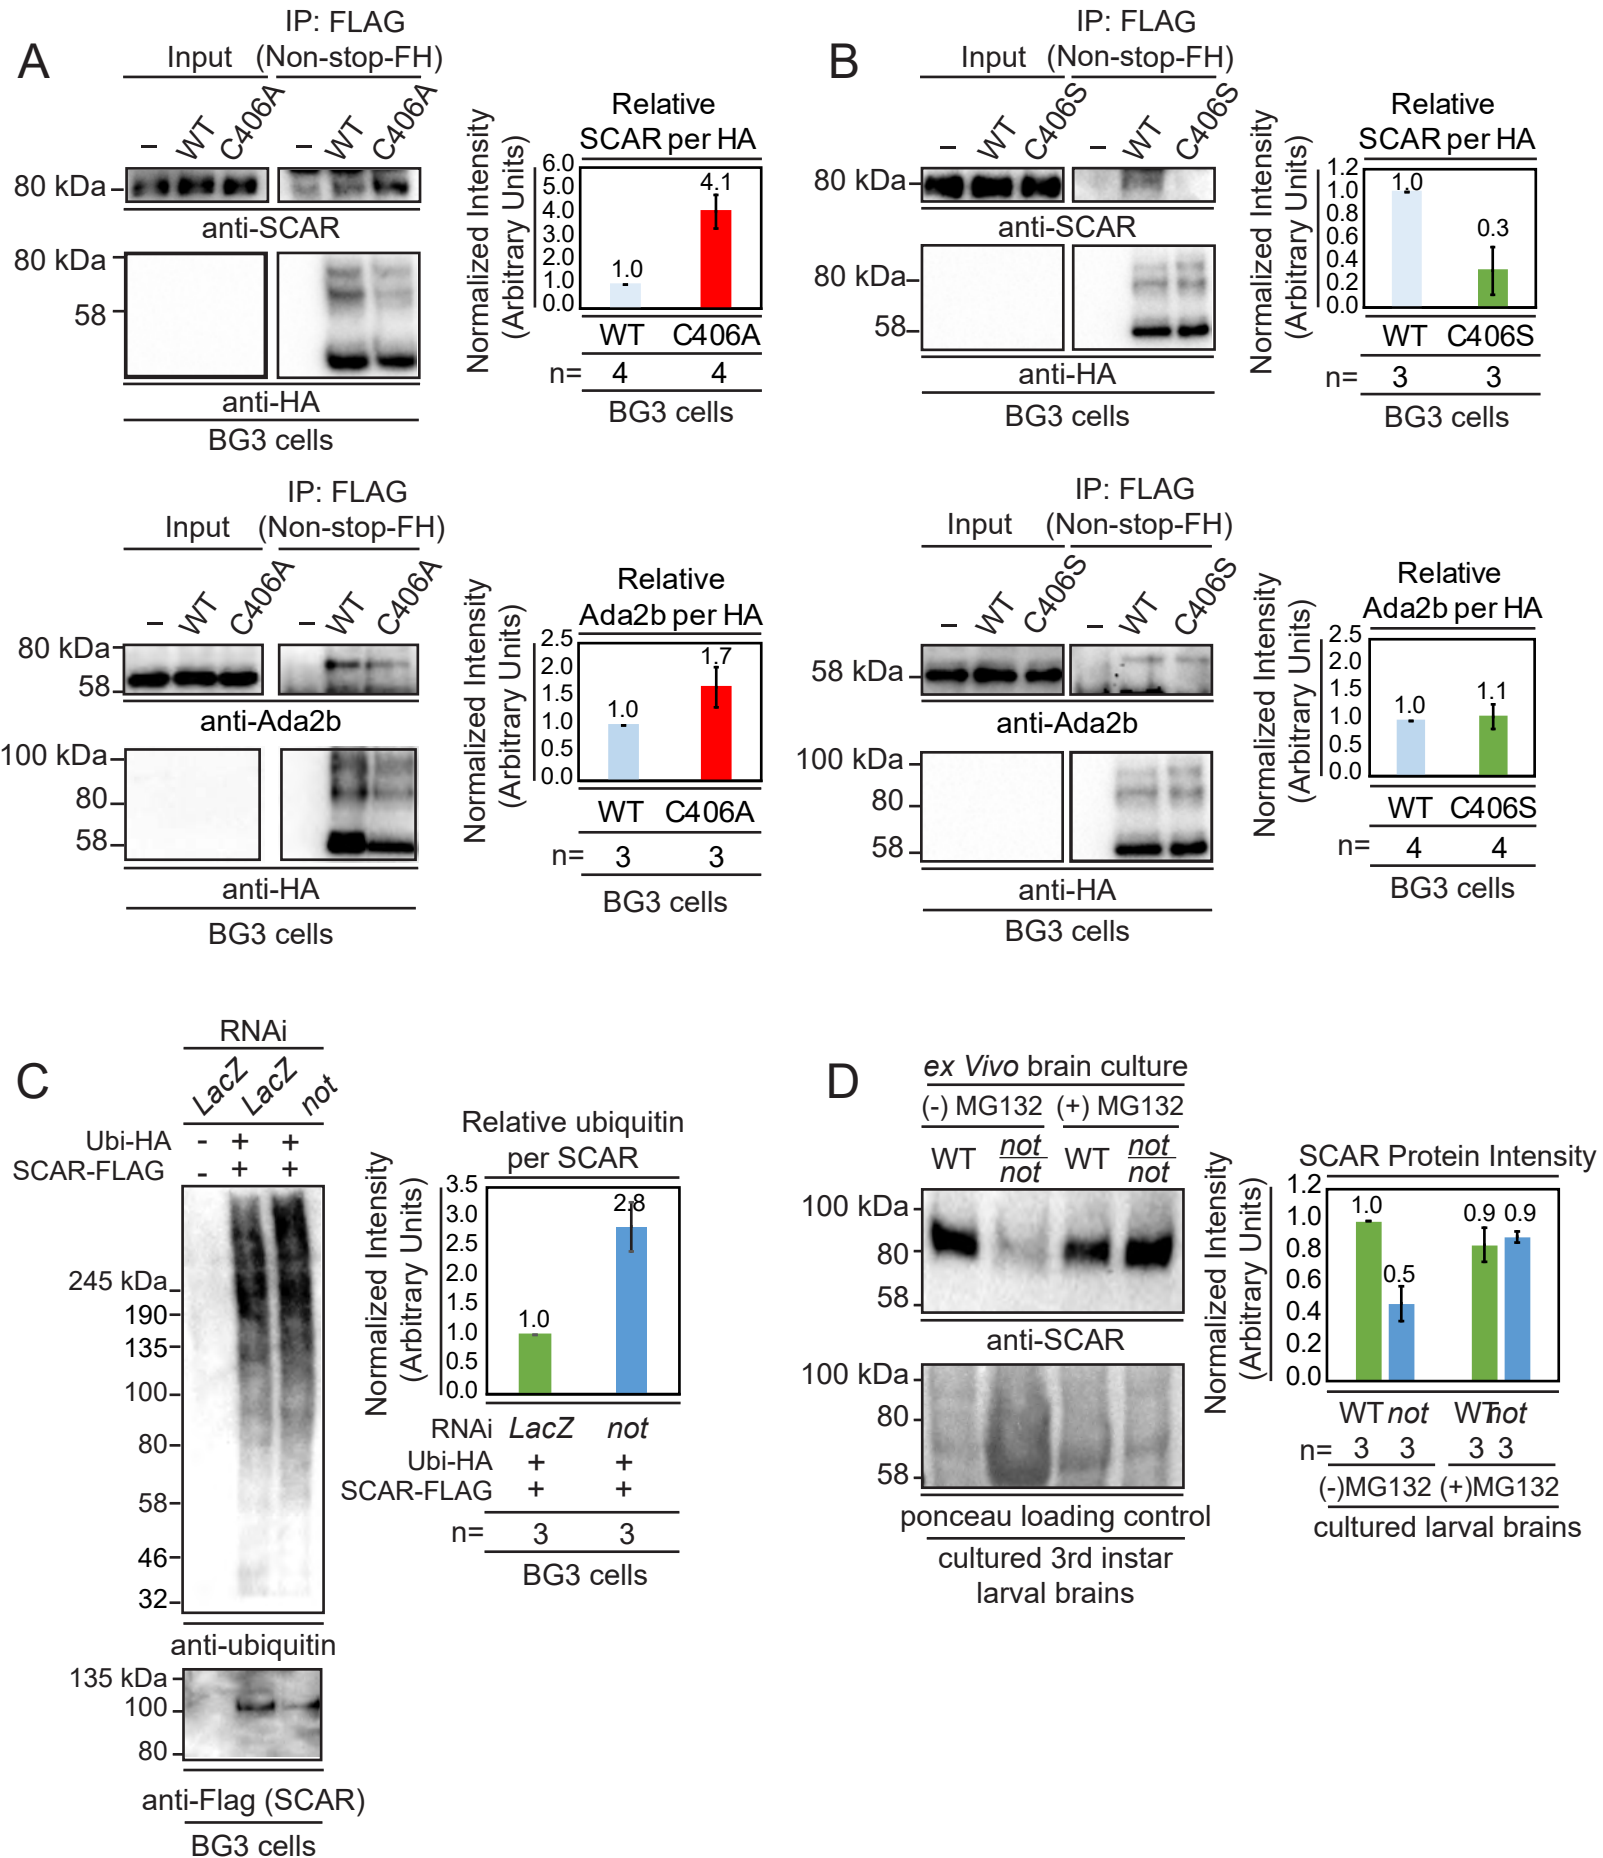 A
IP: FLAG
Input (Non-stop-FH)
– WT C406A – WT C406A
80 kDa
anti-SCAR
80 kDa
58
anti-HA
BG3 cells
Relative
SCAR per HA
Normalized Intensity
(Arbitrary Units)
6.0
5.0
4.0
3.0
2.0
1.0
0.0
1.0 4.1
WT C406A
n= 4 4
BG3 cells
IP: FLAG
Input (Non-stop-FH)
– WT C406A – WT C406A
80 kDa
58
anti-Ada2b
100 kDa
80
58
anti-HA
BG3 cells
Relative
Ada2b per HA
Normalized Intensity
(Arbitrary Units)
2.5
2.0
1.5
1.0
0.5
0.0
1.0 1.7
WT C406A
n= 3 3
BG3 cells
B
IP: FLAG
Input (Non-stop-FH)
– WT C406S – WT C406S
80 kDa
anti-SCAR
80 kDa
58
anti-HA
BG3 cells
Relative
SCAR per HA
Normalized Intensity
(Arbitrary Units)
1.2
1.0
0.8
0.6
0.4
0.2
0.0
1.0 0.3
WT C406S
n= 3 3
BG3 cells
IP: FLAG
Input (Non-stop-FH)
– WT C406S – WT C406S
58 kDa
anti-Ada2b
100 kDa
80
58
anti-HA
BG3 cells
Relative
Ada2b per HA
Normalized Intensity
(Arbitrary Units)
2.5
2.0
1.5
1.0
0.5
0.0
1.0 1.1
WT C406S
n= 4 4
BG3 cells
C
RNAi
LacZ LacZ not
Ubi-HA - + +
SCAR-FLAG - + +
245 kDa
190
135
100
80
58
46
32
anti-ubiquitin
135 kDa
100
80
anti-Flag (SCAR)
BG3 cells
Relative ubiquitin
per SCAR
Normalized Intensity
(Arbitrary Units)
3.5
3.0
2.5
2.0
1.5
1.0
0.5
0.0
1.0 2.8
RNAi LacZ not
Ubi-HA + +
SCAR-FLAG + +
n= 3 3
BG3 cells
D
ex Vivo brain culture
(-) MG132 (+) MG132
WT not/not WT not/not
100 kDa
80
58
anti-SCAR
100 kDa
80
58
ponceau loading control
cultured 3rd instar
larval brains
SCAR Protein Intensity
Normalized Intensity
(Arbitrary Units)
1.2
1.0
0.8
0.6
0.4
0.2
0.0
1.0 0.5 0.9 0.9
WT not WT not
n= 3 3 3 3
(-)MG132 (+)MG132
cultured larval brains